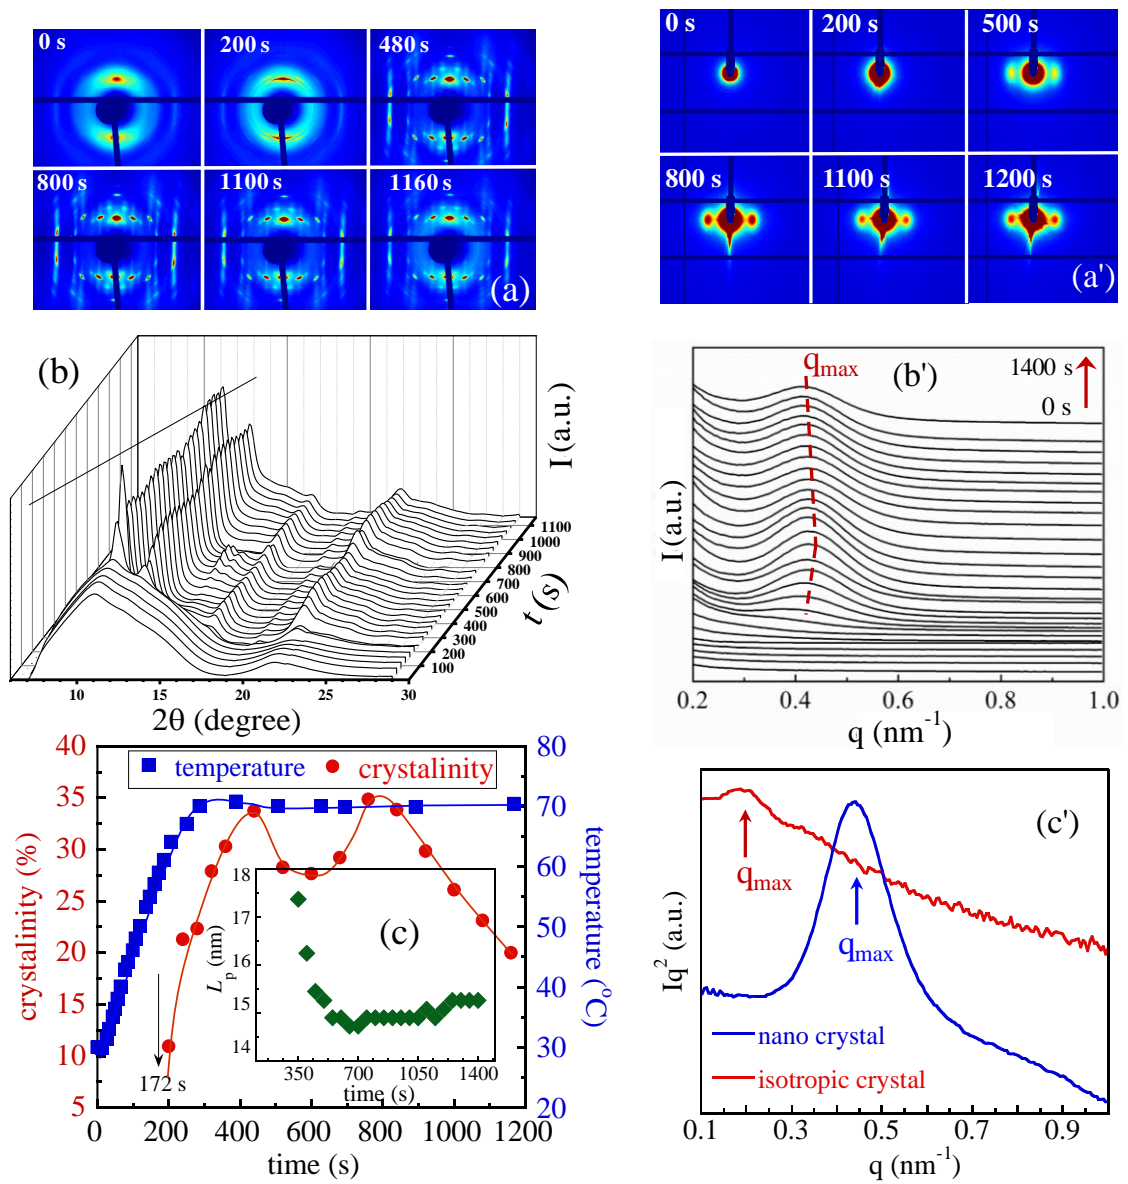 0 s
200 s
480 s
800 s
1100 s
1160 s
(a)
0 s
200 s
500 s
800 s
1100 s
1200 s
(a')
(b)
I (a.u.)
1100
1000
900
800
700
600
500
400
300
200
100
t (s)
10
15
20
25
30
2θ (degree)
(b')
qmax
1400 s
0 s
I (a.u.)
0.2
0.4
0.6
0.8
1.0
q (nm-1)
40
35
30
25
20
15
10
5
crystalinity (%)
temperature
crystalinity
80
70
60
50
40
30
20
temperature (oC)
172 s
(c)
18
17
16
15
14
Lp (nm)
350
700
1050
1400
time (s)
0
200
400
600
800
1000
1200
time (s)
(c')
qmax
qmax
Iq2 (a.u.)
nano crystal
isotropic crystal
0.1
0.3
0.5
0.7
0.9
q (nm-1)